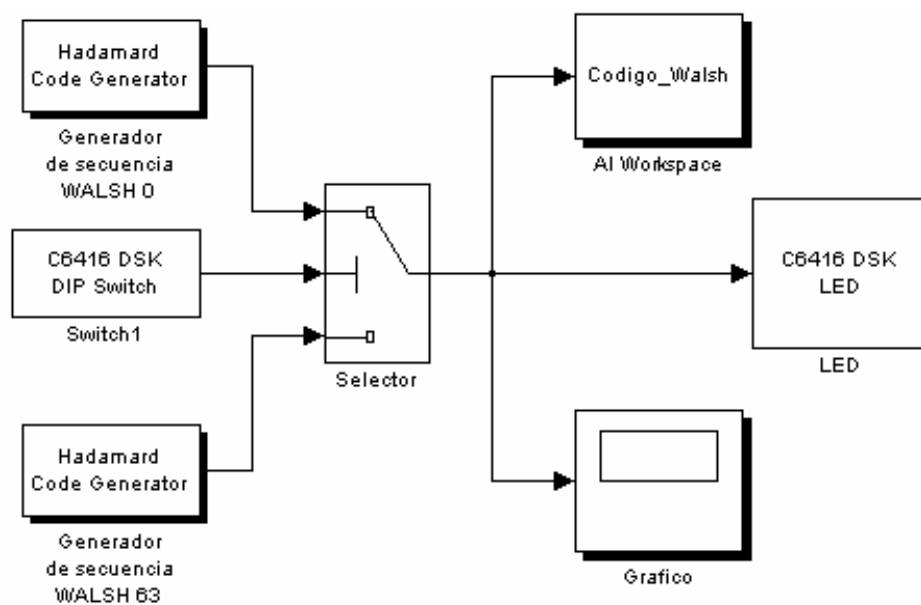 Hadamard
Code Generator
Generador
de secuencia
WALSH 0
C6416 DSK
DIP Switch
Switch1
Hadamard
Code Generator
Generador
de secuencia
WALSH 63
Selector
Codigo_Walsh
Al Workspace
C6416 DSK
LED
LED
Grafico